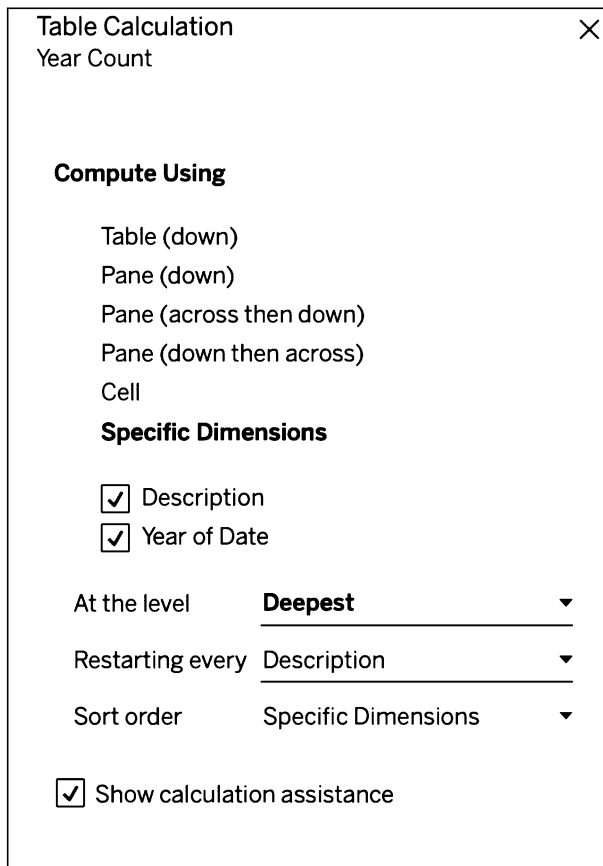 Table Calculation
Year Count
Compute Using
Table (down)
Pane (down)
Pane (across then down)
Pane (down then across)
Cell
Specific Dimensions
Description
Year of Date
At the level Deepest
Restarting every Description
Sort order Specific Dimensions
Show calculation assistance